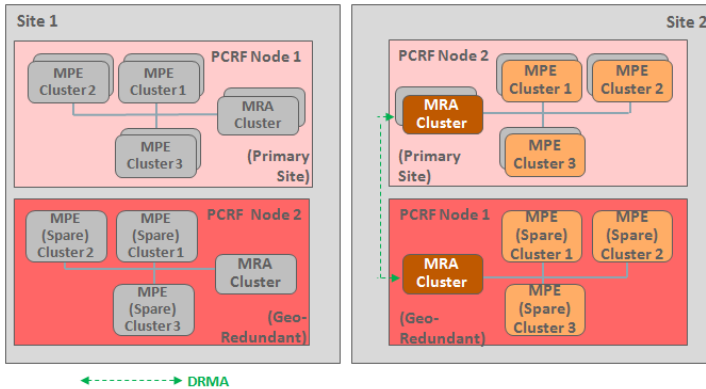 Site 1
PCRF Node 1
MPE
Cluster 2
MPE
Cluster 1
MRA
Cluster
MPE
Cluster 3
(Primary
Site)
PCRF Node 2
MPE
(Spare)
Cluster 2
MPE
(Spare)
Cluster 1
MRA
Cluster
MPE
(Spare)
Cluster 3
(Geo-
Redundant)
Site 2
PCRF Node 2
MPE
Cluster 1
MPE
Cluster 2
MRA
Cluster
MPE
Cluster 3
(Primary
Site)
PCRF Node 1
MPE
(Spare)
Cluster 1
MPE
(Spare)
Cluster 2
MRA
Cluster
MPE
(Spare)
Cluster 3
(Geo-
Redundant)
DRMA